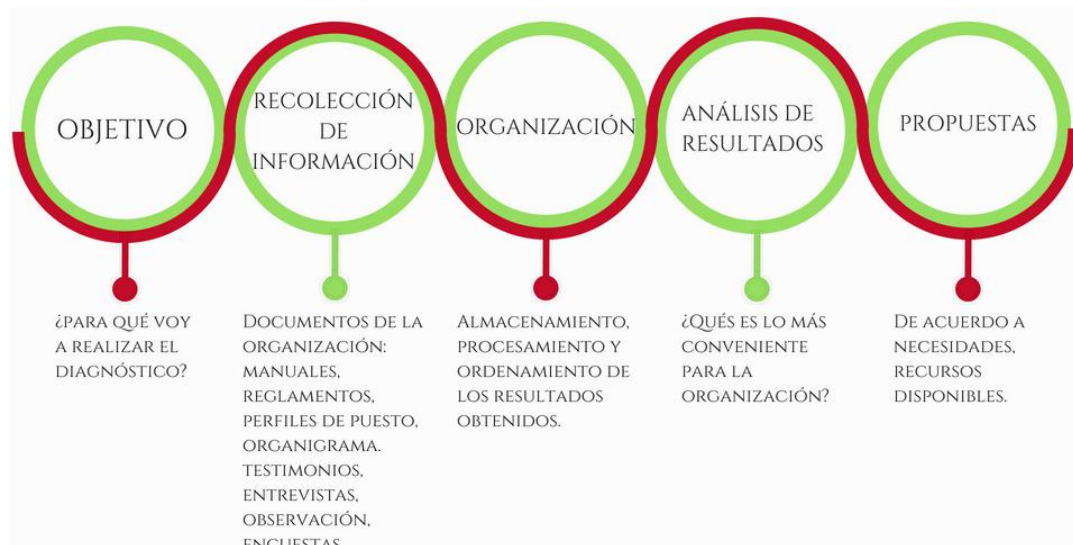 OBJETIVO
RECOLECCIÓN
DE
INFORMACIÓN
ORGANIZACIÓN
ANÁLISIS DE
RESULTADOS
PROPUESTAS
¿PARA QUÉ VOY
A REALIZAR EL
DIAGNÓSTICO?
DOCUMENTOS DE LA
ORGANIZACIÓN:
MANUALES,
REGLAMENTOS,
PERFILES DE PUESTO,
ORGANIGRAMA.
TESTIMONIOS,
ENTREVISTAS,
OBSERVACIÓN,
ENCUESTAS
ALMACENAMIENTO,
PROCESAMIENTO Y
ORDENAMIENTO DE
LOS RESULTADOS
OBTENIDOS.
¿QUÉS ES LO MÁS
CONVENIENTE
PARA LA
ORGANIZACIÓN?
DE ACUERDO A
NECESIDADES,
RECURSOS
DISPONIBLES.